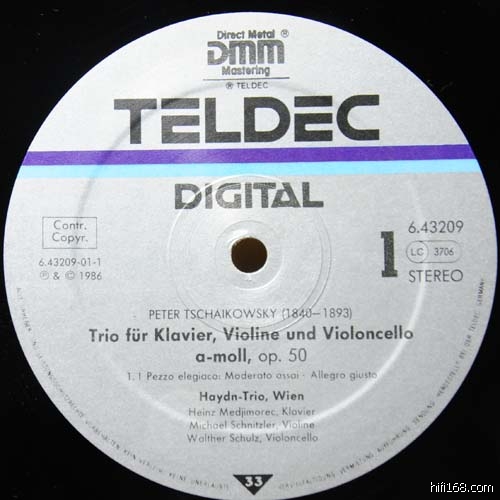 Direct Metal ®
DMM
Mastering
® TELDEC
TELDEC
DIGITAL
Contr.
Copyr.
6.43209-01-1
℗ & © 1986
1
6.43209
LC 3706
STEREO
PETER TSCHAIKOWSKY (1840–1893)
Trio für Klavier, Violine und Violoncello
a-moll, op. 50
1. 1 Pezzo elegiaco: Moderato assai - Allegro giusto
Haydn-Trio, Wien
Heinz Medjimorec, Klavier
Michael Schnitzler, Violine
Walther Schulz, Violoncello
33
hifi168.com